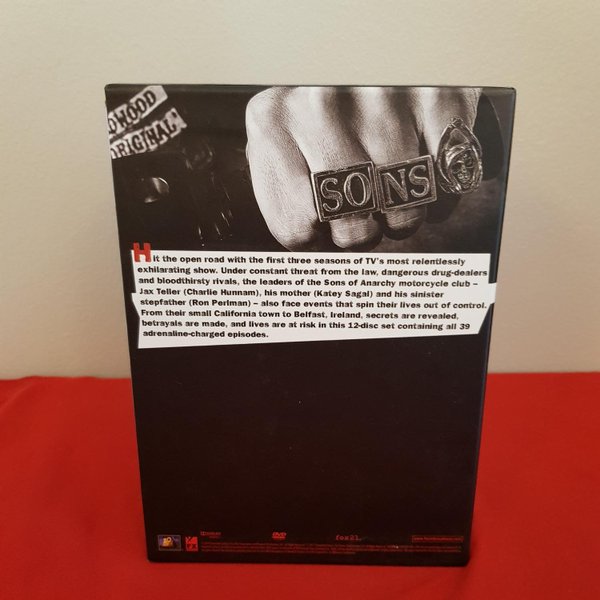 ORIGINAL
SONS
Hit the open road with the first three seasons of TV's most relentlessly
exhilarating show. Under constant threat from the law, dangerous drug-dealers
and bloodthirsty rivals, the leaders of the Sons of Anarchy motorcycle club –
Jax Teller (Charlie Hunnam), his mother (Katey Sagal) and his sinister
stepfather (Ron Perlman) – also face events that spin their lives out of control.
From their small California town to Belfast, Ireland, secrets are revealed,
betrayals are made, and lives are at risk in this 12-disc set containing all 39
adrenaline-charged episodes.
DVD
fox21